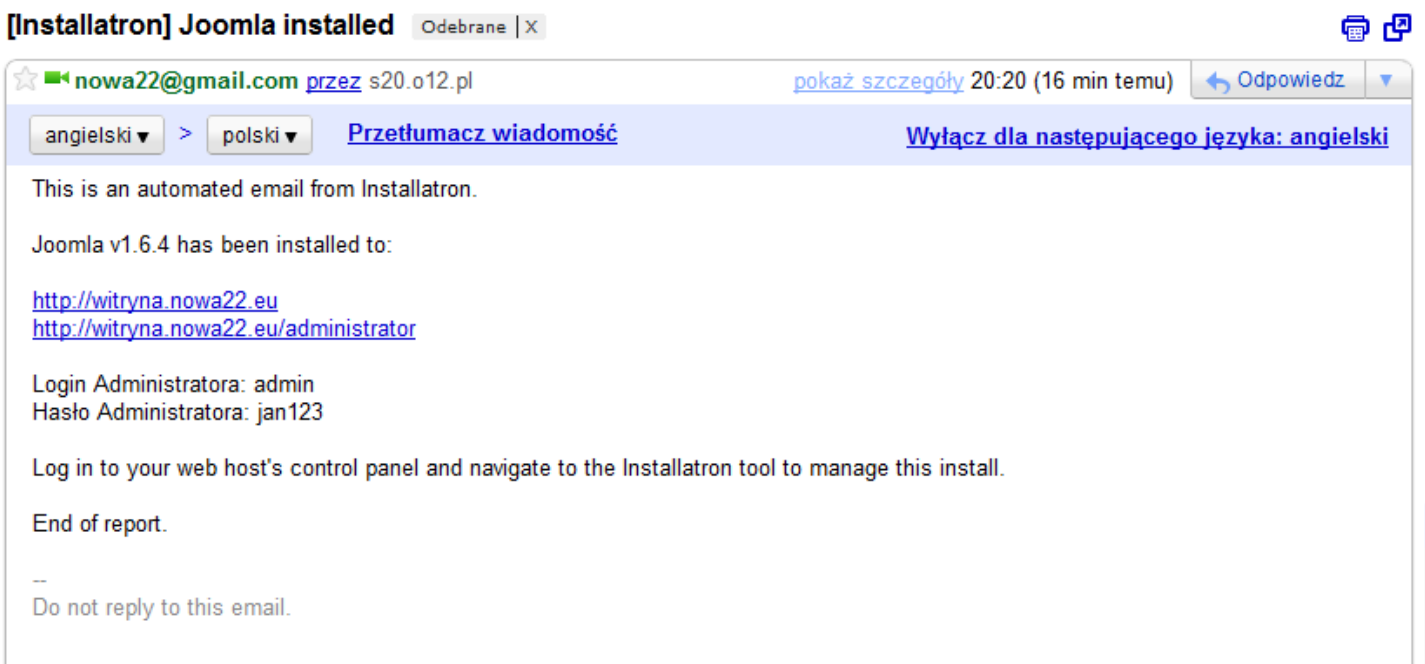 [Installatron] Joomla installed Odebrane | X
nowa22@gmail.com przez s20.o12.pl pokaż szczegóły 20:20 (16 min temu) Odpowiedz
angielski > polski Przetłumacz wiadomość Wyłącz dla następującego języka: angielski
This is an automated email from Installatron.
Joomla v1.6.4 has been installed to:
http://witryna.nowa22.eu
http://witryna.nowa22.eu/administrator
Login Administratora: admin
Hasło Administratora: jan123
Log in to your web host's control panel and navigate to the Installatron tool to manage this install.
End of report.
--
Do not reply to this email.